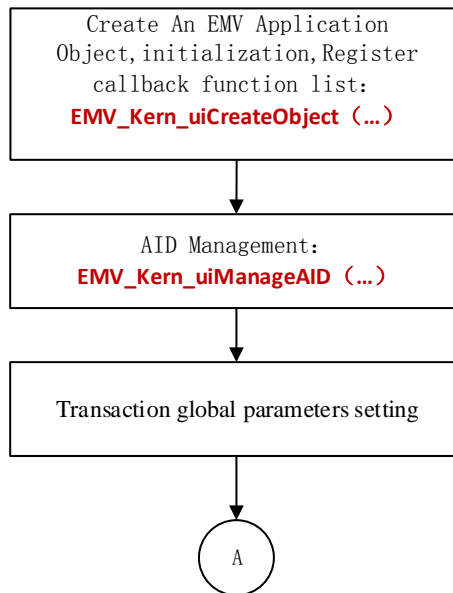 Create An EMV Application
Object,initialization,Register
callback function list:
EMV_Kern_uiCreateObject（…）
AID Management:
EMV_Kern_uiManageAID（…）
Transaction global parameters setting
A